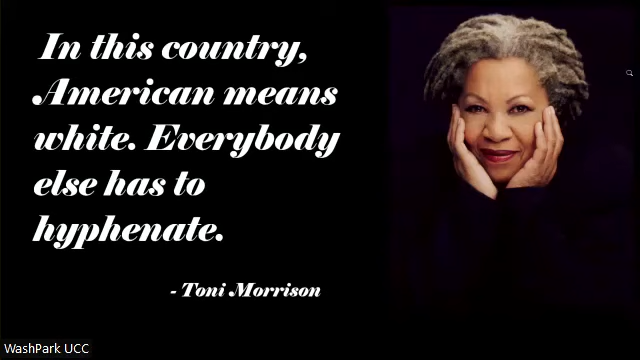 In this country,
American means
white. Everybody
else has to
hyphenate.
- Toni Morrison
WashPark UCC